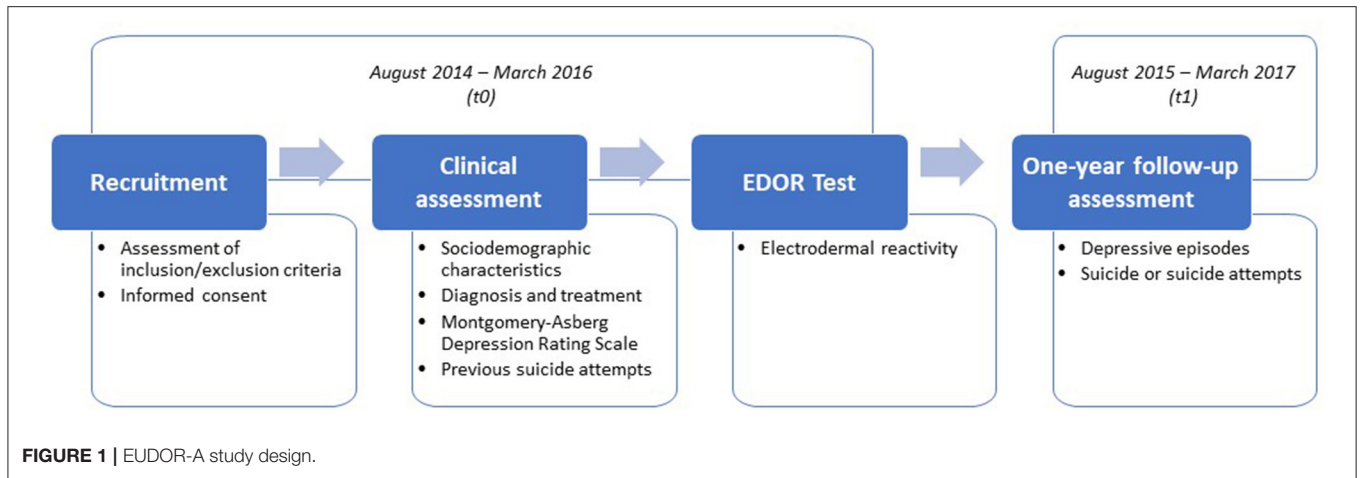 August 2014 – March 2016
(t0)
August 2015 – March 2017
(t1)
Recruitment
Clinical
assessment
EDOR Test
One-year follow-up
assessment
• Assessment of
inclusion/exclusion criteria
• Informed consent
• Sociodemographic
characteristics
• Diagnosis and treatment
• Montgomery-Asberg
Depression Rating Scale
• Previous suicide attempts
• Electrodermal reactivity
• Depressive episodes
• Suicide or suicide attempts
FIGURE 1 | EUDOR-A study design.